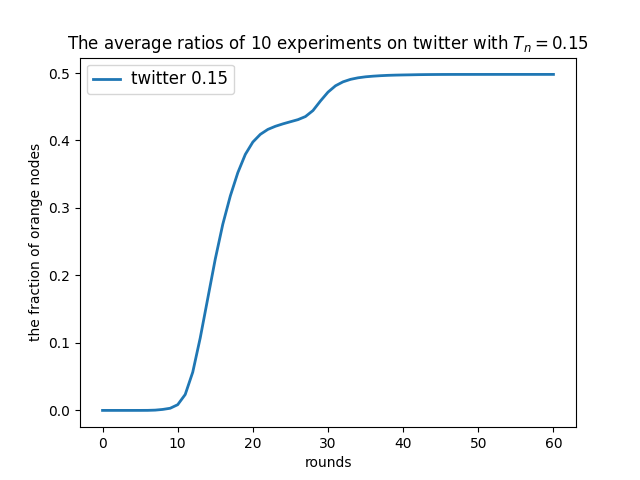 The average ratios of 10 experiments on twitter with Tₙ = 0.15
twitter 0.15
the fraction of orange nodes
0.5
0.4
0.3
0.2
0.1
0.0
0 10 20 30 40 50 60
rounds